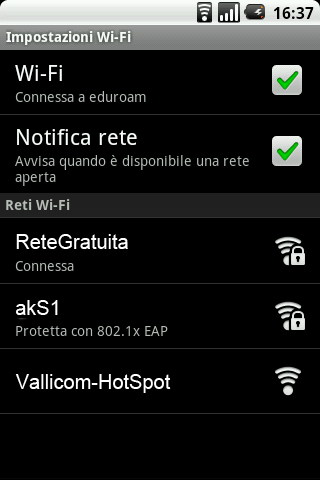 16:37
Impostazioni Wi-Fi
Wi-Fi
Connessa a eduroam
Notifica rete
Avvisa quando è disponibile una rete
aperta
Reti Wi-Fi
ReteGratuita
Connessa
akS1
Protetta con 802.1x EAP
Vallicom-HotSpot